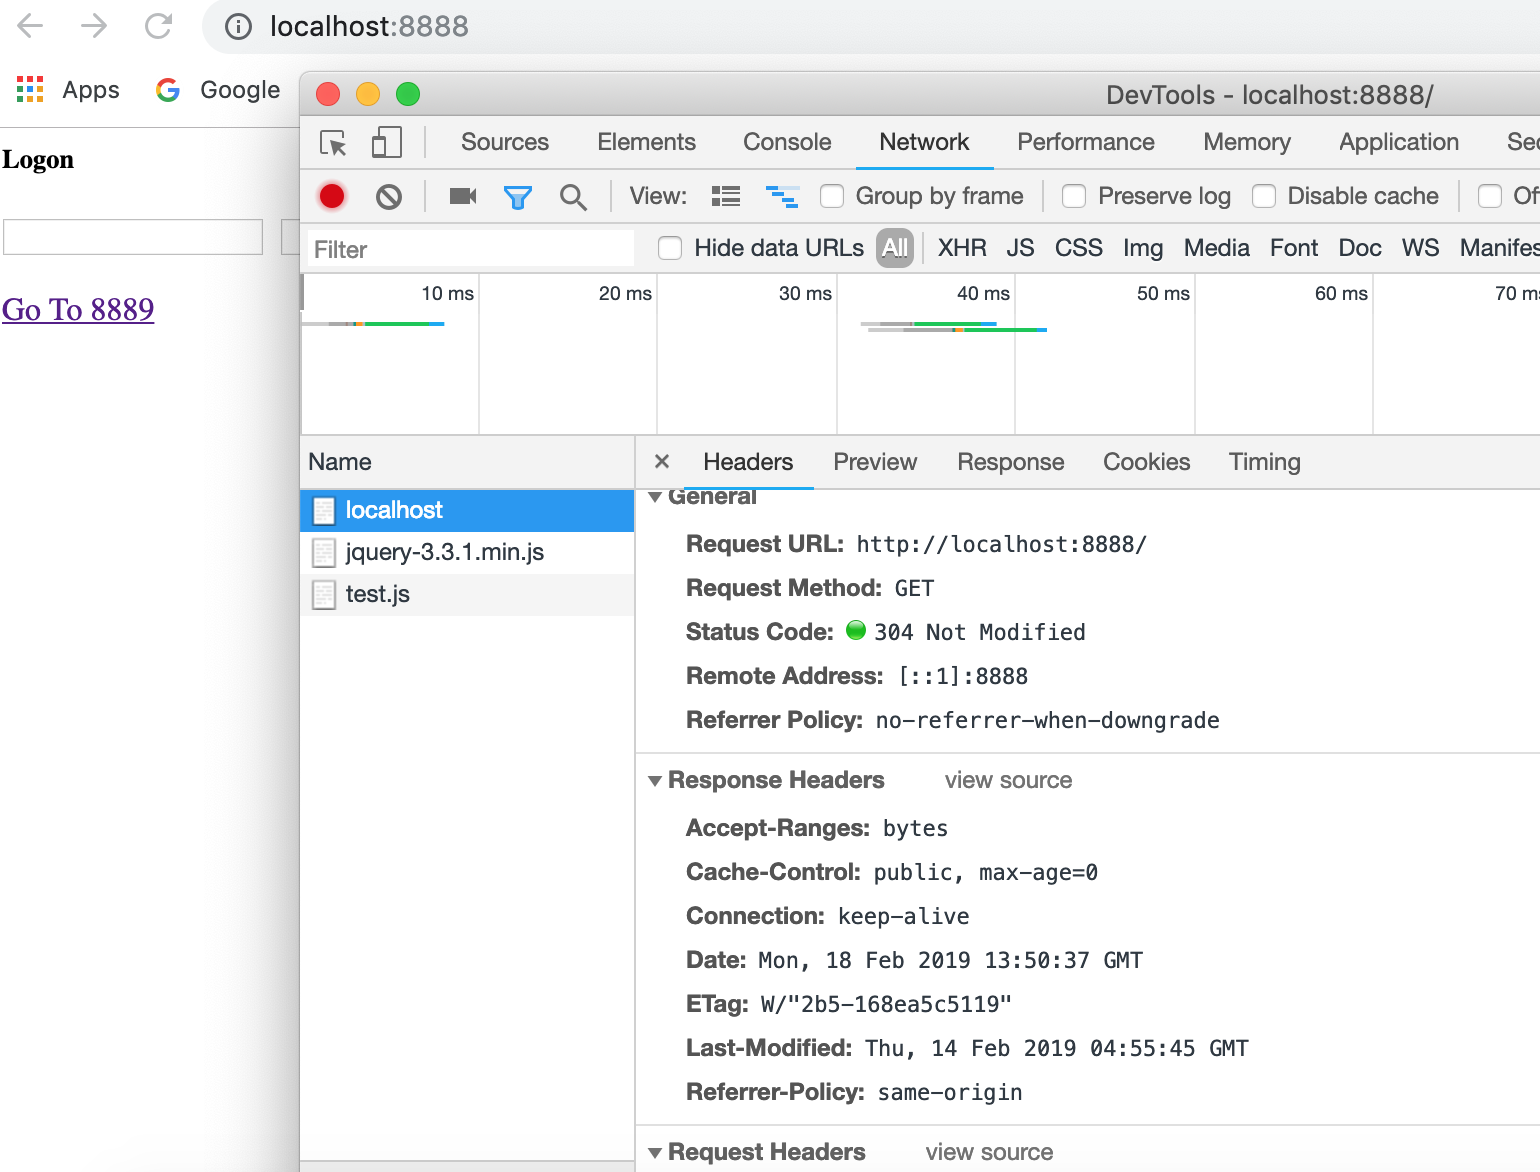 localhost:8888
Apps Google
DevTools - localhost:8888/
Logon
Sources Elements Console Network Performance Memory Application
View: Group by frame Preserve log Disable cache
Filter Hide data URLs All XHR JS CSS Img Media Font Doc WS
10 ms 20 ms 30 ms 40 ms 50 ms 60 ms 70
Go To 8889
Name
localhost
jquery-3.3.1.min.js
test.js
× Headers Preview Response Cookies Timing
General
Request URL: http://localhost:8888/
Request Method: GET
Status Code: 304 Not Modified
Remote Address: [::1]:8888
Referrer Policy: no-referrer-when-downgrade
Response Headers view source
Accept-Ranges: bytes
Cache-Control: public, max-age=0
Connection: keep-alive
Date: Mon, 18 Feb 2019 13:50:37 GMT
ETag: W/"2b5-168ea5c5119"
Last-Modified: Thu, 14 Feb 2019 04:55:45 GMT
Referrer-Policy: same-origin
Request Headers view source